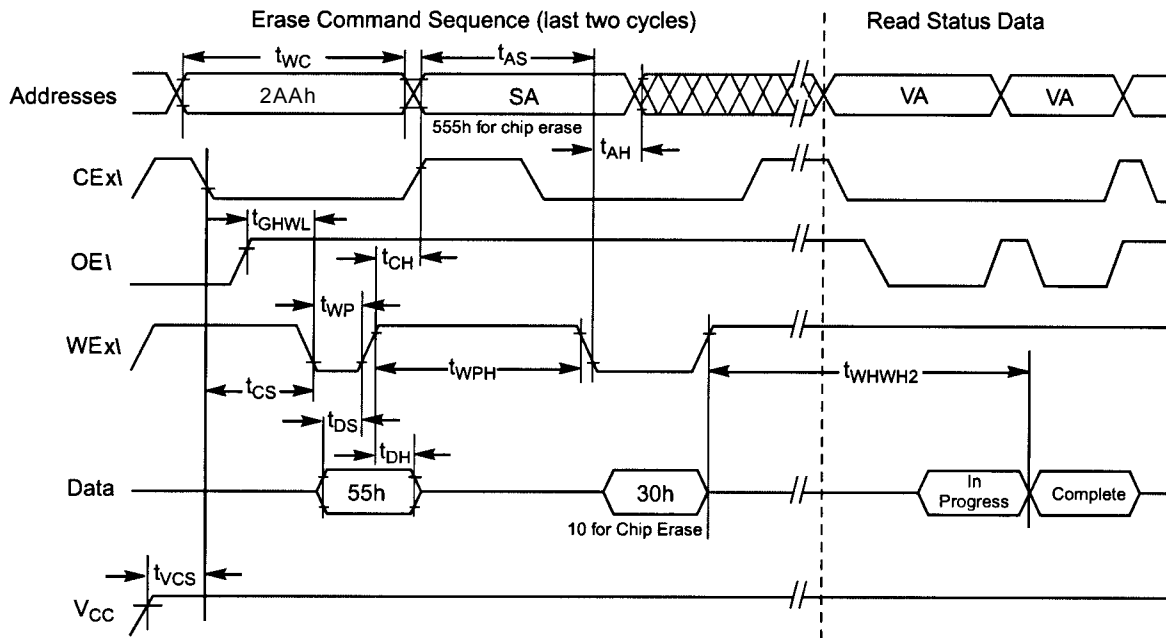 Erase Command Sequence (last two cycles)
Read Status Data
tWC
tAS
Addresses
2AAh
SA
VA
VA
555h for chip erase
tAH
CEx\
tGHWL
OE\
tCH
tWP
WEx\
tWPH
tWHWH2
tCS
tDS
tDH
Data
55h
30h
In
Progress
Complete
10 for Chip Erase
tVCS
VCC